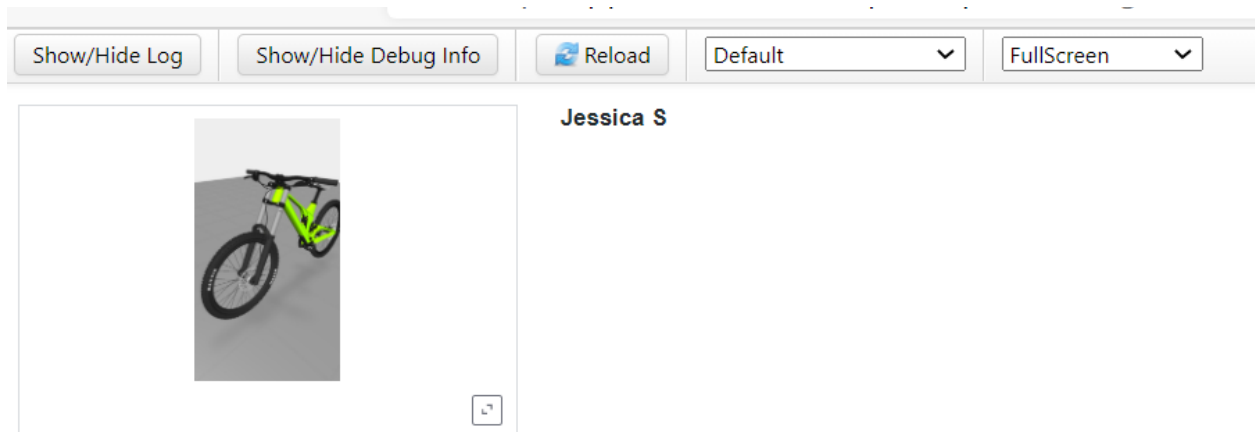 Show/Hide Log
Show/Hide Debug Info
Reload
Default
FullScreen
Jessica S